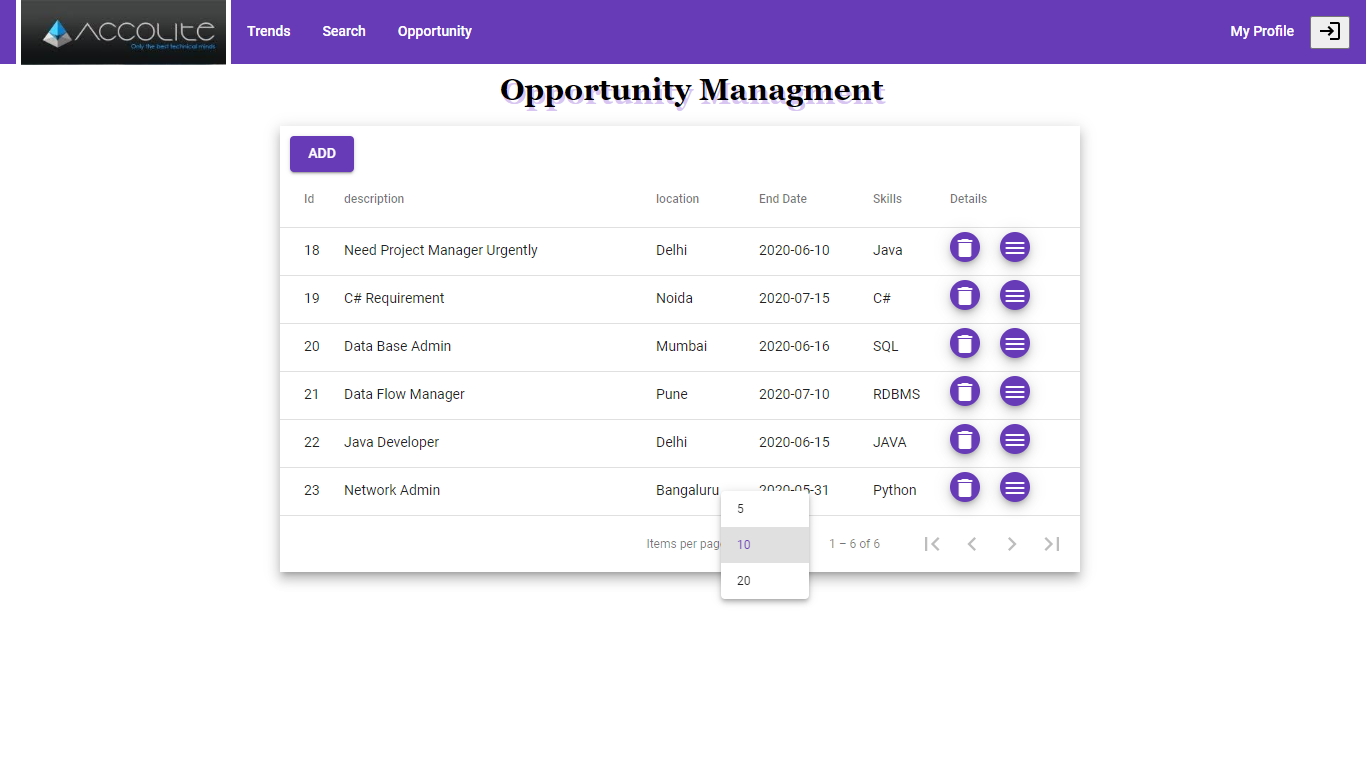 ACCOLITE
Only the best technical minds
Trends Search Opportunity My Profile
Opportunity Managment
ADD
Id description location End Date Skills Details
18 Need Project Manager Urgently Delhi 2020-06-10 Java
19 C# Requirement Noida 2020-07-15 C#
20 Data Base Admin Mumbai 2020-06-16 SQL
21 Data Flow Manager Pune 2020-07-10 RDBMS
22 Java Developer Delhi 2020-06-15 JAVA
23 Network Admin Bangaluru 2020-05-31 Python
5
Items per page 10 1 – 6 of 6
20